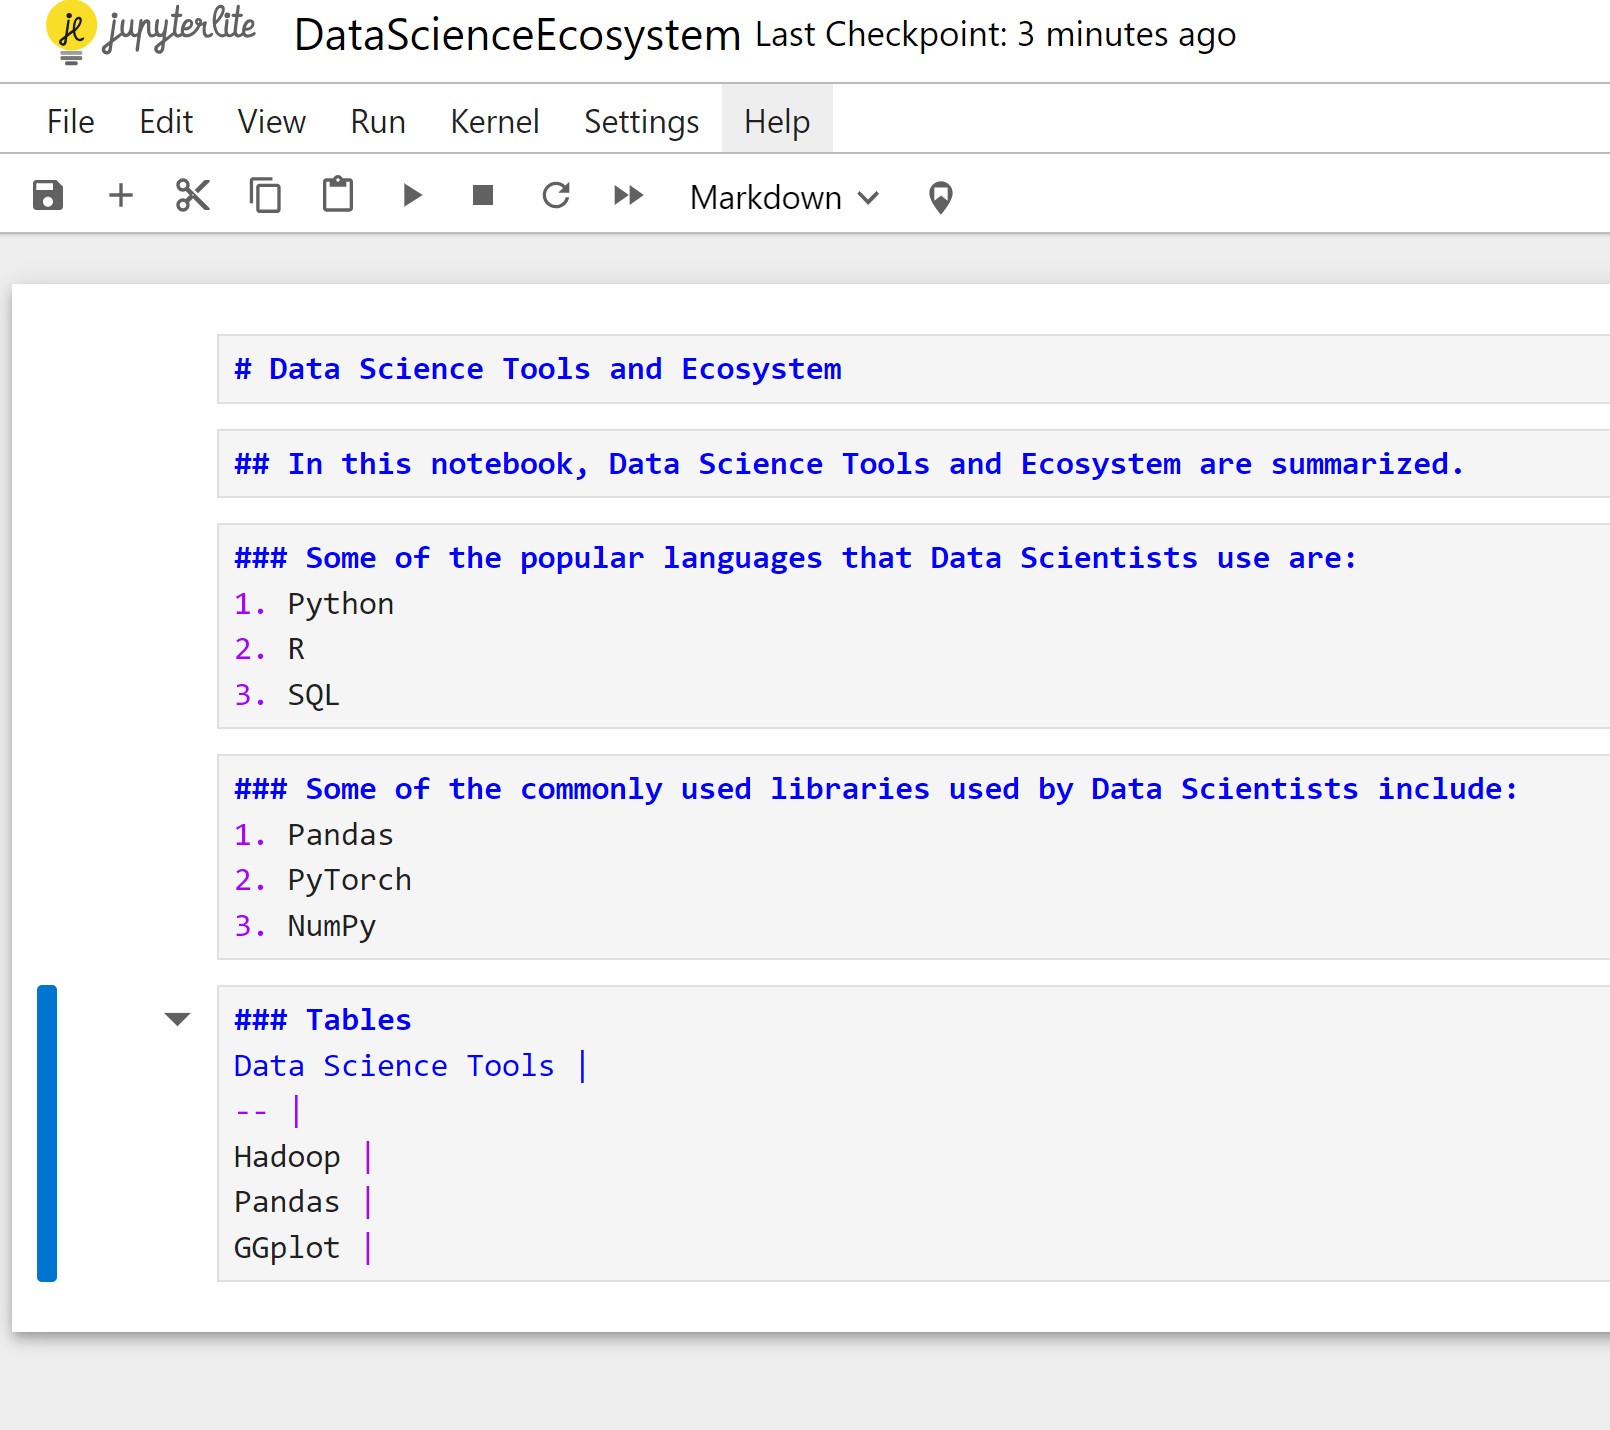 jupyterlite DataScienceEcosystem Last Checkpoint: 3 minutes ago
File Edit View Run Kernel Settings Help
Markdown
# Data Science Tools and Ecosystem
## In this notebook, Data Science Tools and Ecosystem are summarized.
### Some of the popular languages that Data Scientists use are:
1. Python
2. R
3. SQL
### Some of the commonly used libraries used by Data Scientists include:
1. Pandas
2. PyTorch
3. NumPy
### Tables
Data Science Tools |
-- |
Hadoop |
Pandas |
GGplot |